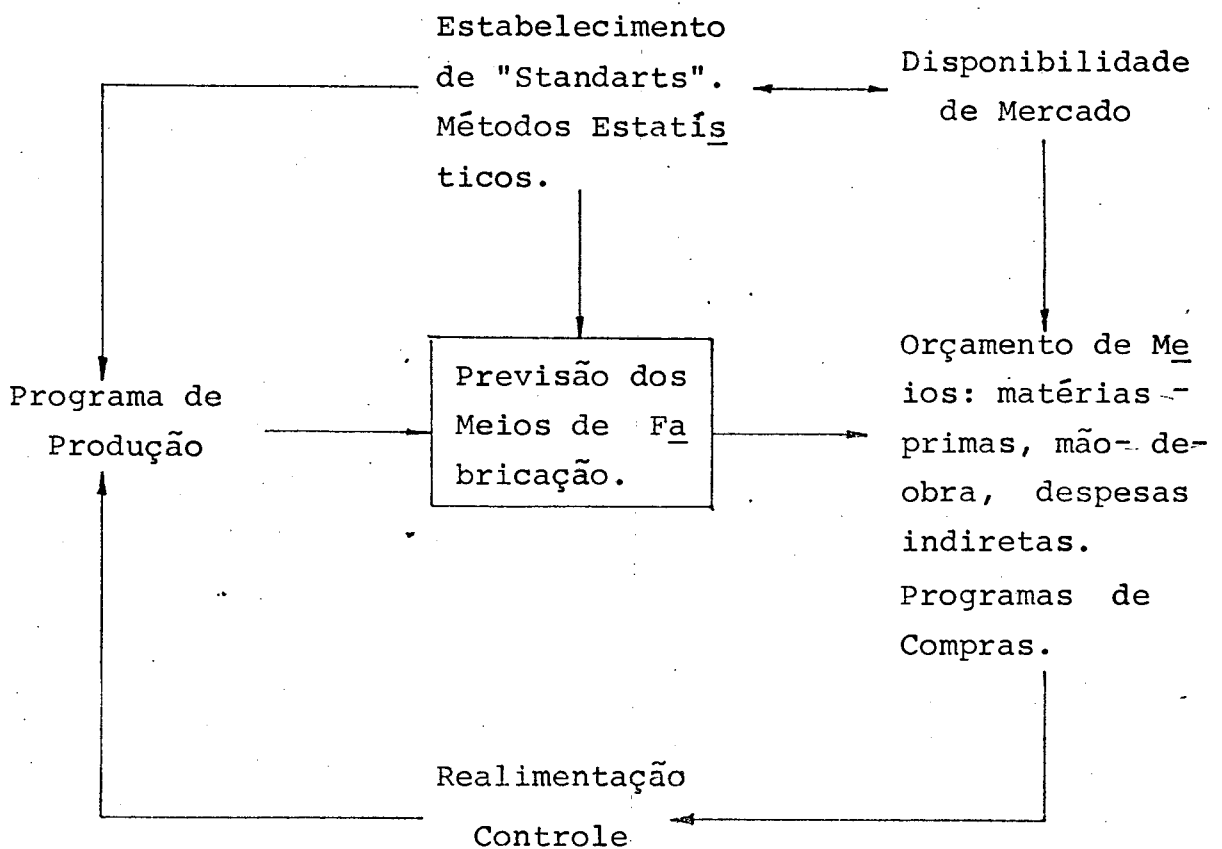 Estabelecimento
de "Standarts".
Métodos Estatís
ticos.
Disponibilidade
de Mercado
Programa de
Produção
Previsão dos
Meios de Fa
bricação.
Orçamento de Me
ios: matérias -
primas, mão- de-
obra, despesas
indiretas.
Programas de
Compras.
Realimentação
Controle